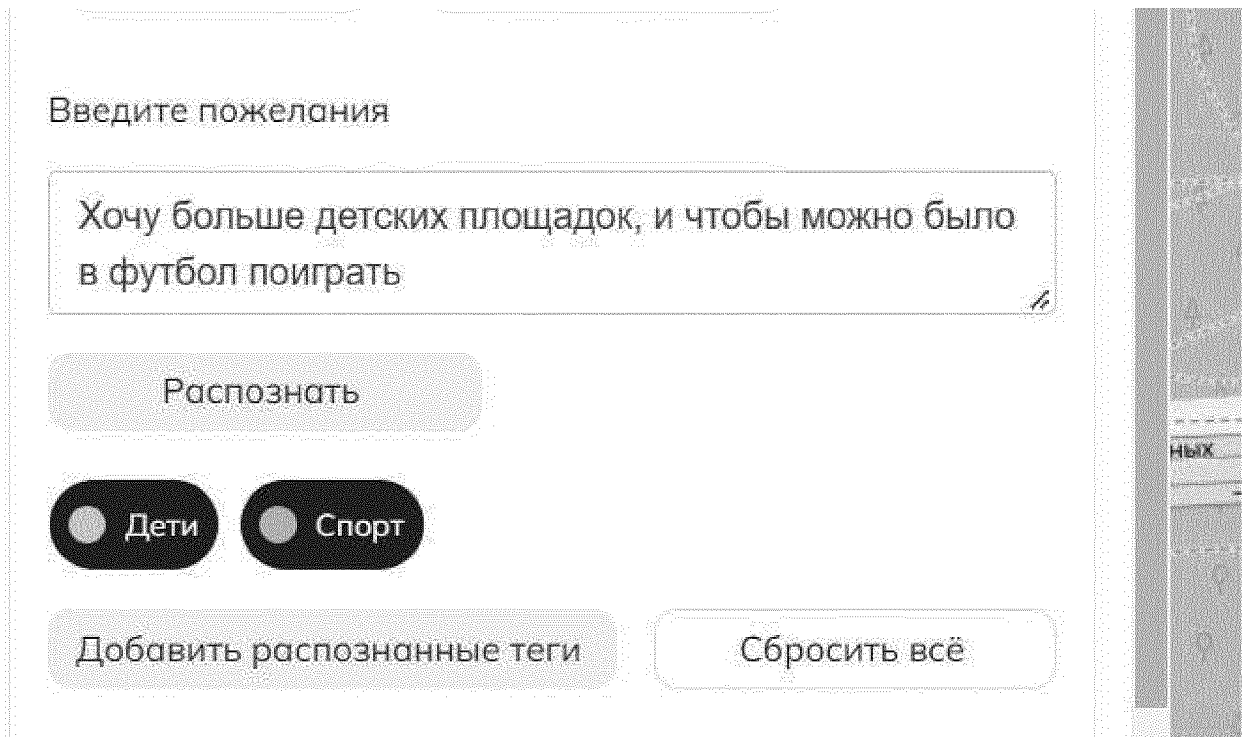 Введите пожелания
Хочу больше детских площадок, и чтобы можно было
в футбол поиграть
Распознать
Дети Спорт
Добавить распознанные теги Сбросить всё
ных